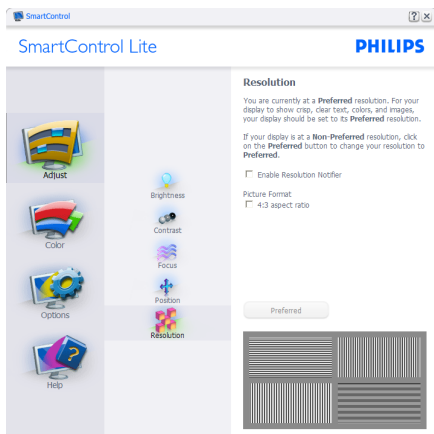 SmartControl
SmartControl Lite
PHILIPS
Adjust
Color
Options
Help
Brightness
Contrast
Focus
Position
Resolution
Resolution
You are currently at a Preferred resolution. For your
display to show crisp, clear text, colors, and images,
your display should be set to its Preferred resolution.
If your display is at a Non-Preferred resolution, click
on the Preferred button to change your resolution to
Preferred.
Enable Resolution Notifier
Picture Format
4:3 aspect ratio
Preferred